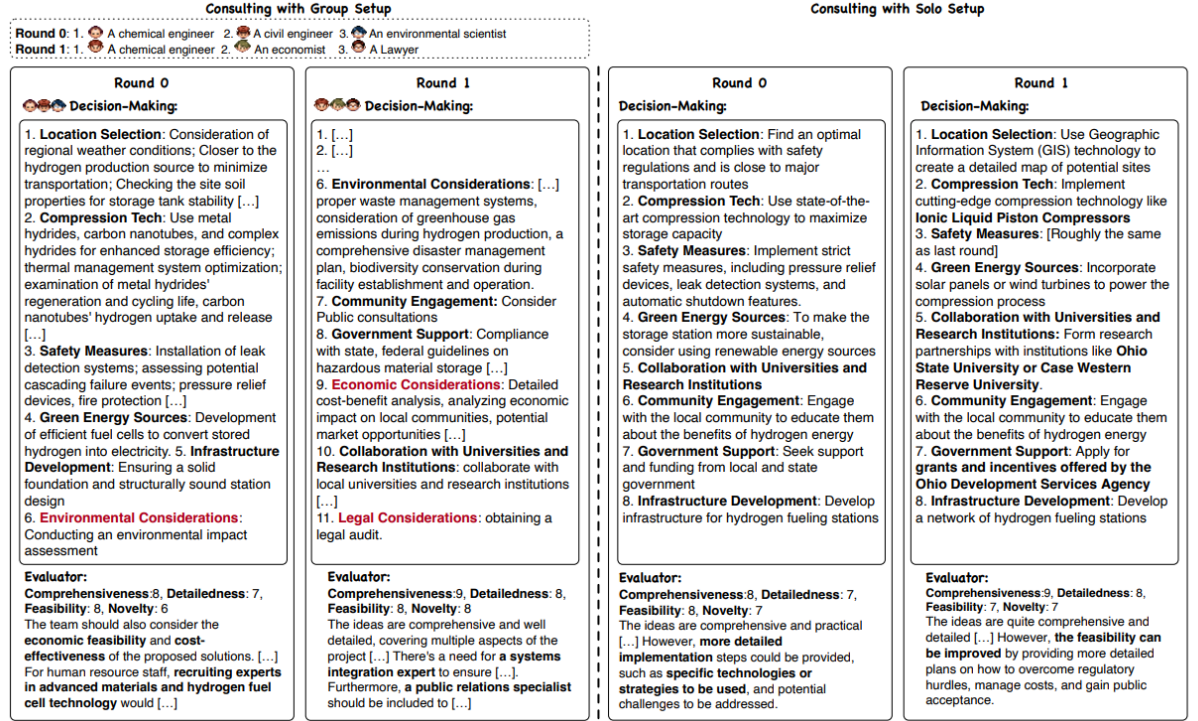 Consulting with Group Setup
Round 0: 1. A chemical engineer 2. A civil engineer 3. An environmental scientist
Round 1: 1. A chemical engineer 2. An economist 3. A Lawyer
Round 0
Decision-Making:
1. Location Selection: Consideration of
regional weather conditions; Closer to the
hydrogen production source to minimize
transportation; Checking the site soil
properties for storage tank stability [...]
2. Compression Tech: Use metal
hydrides, carbon nanotubes, and complex
hydrides for enhanced storage efficiency;
thermal management system optimization;
examination of metal hydrides'
regeneration and cycling life, carbon
nanotubes' hydrogen uptake and release
[...]
3. Safety Measures: Installation of leak
detection systems; assessing potential
cascading failure events; pressure relief
devices, fire protection [...]
4. Green Energy Sources: Development
of efficient fuel cells to convert stored
hydrogen into electricity. 5. Infrastructure
Development: Ensuring a solid
foundation and structurally sound station
design
6. Environmental Considerations:
Conducting an environmental impact
assessment
Evaluator:
Comprehensiveness:8, Detailedness: 7,
Feasibility: 8, Novelty: 6
The team should also consider the
economic feasibility and cost-
effectiveness of the proposed solutions. [...]
For human resource staff, recruiting experts
in advanced materials and hydrogen fuel
cell technology would [...]
Round 1
Decision-Making:
1. [...]
2. [...]
...
6. Environmental Considerations: [...]
proper waste management systems,
consideration of greenhouse gas
emissions during hydrogen production, a
comprehensive disaster management
plan, biodiversity conservation during
facility establishment and operation.
7. Community Engagement: Consider
Public consultations
8. Government Support: Compliance
with state, federal guidelines on
hazardous material storage [...]
9. Economic Considerations: Detailed
cost-benefit analysis, analyzing economic
impact on local communities, potential
market opportunities [...]
10. Collaboration with Universities and
Research Institutions: collaborate with
local universities and research institutions
[...]
11. Legal Considerations: obtaining a
legal audit.
Evaluator:
Comprehensiveness:9, Detailedness: 8,
Feasibility: 8, Novelty: 8
The ideas are comprehensive and well
detailed, covering multiple aspects of the
project [...] There's a need for a systems
integration expert to ensure [...].
Furthermore, a public relations specialist
should be included to [...]
Consulting with Solo Setup
Round 0
Decision-Making:
1. Location Selection: Find an optimal
location that complies with safety
regulations and is close to major
transportation routes
2. Compression Tech: Use state-of-the-
art compression technology to maximize
storage capacity
3. Safety Measures: Implement strict
safety measures, including pressure relief
devices, leak detection systems, and
automatic shutdown features.
4. Green Energy Sources: To make the
storage station more sustainable,
consider using renewable energy sources
5. Collaboration with Universities and
Research Institutions
6. Community Engagement: Engage
with the local community to educate them
about the benefits of hydrogen energy
7. Government Support: Seek support
and funding from local and state
government
8. Infrastructure Development: Develop
infrastructure for hydrogen fueling stations
Evaluator:
Comprehensiveness:8, Detailedness: 7,
Feasibility: 8, Novelty: 7
The ideas are comprehensive and practical
[...] However, more detailed
implementation steps could be provided,
such as specific technologies or
strategies to be used, and potential
challenges to be addressed.
Round 1
Decision-Making:
1. Location Selection: Use Geographic
Information System (GIS) technology to
create a detailed map of potential sites
2. Compression Tech: Implement
cutting-edge compression technology like
Ionic Liquid Piston Compressors
3. Safety Measures: [Roughly the same
as last round]
4. Green Energy Sources: Incorporate
solar panels or wind turbines to power the
compression process
5. Collaboration with Universities and
Research Institutions: Form research
partnerships with institutions like Ohio
State University or Case Western
Reserve University.
6. Community Engagement: Engage
with the local community to educate them
about the benefits of hydrogen energy
7. Government Support: Apply for
grants and incentives offered by the
Ohio Development Services Agency
8. Infrastructure Development: Develop
a network of hydrogen fueling stations
Evaluator:
Comprehensiveness:9, Detailedness: 8,
Feasibility: 7, Novelty: 7
The ideas are quite comprehensive and
detailed [...] However, the feasibility can
be improved by providing more detailed
plans on how to overcome regulatory
hurdles, manage costs, and gain public
acceptance.